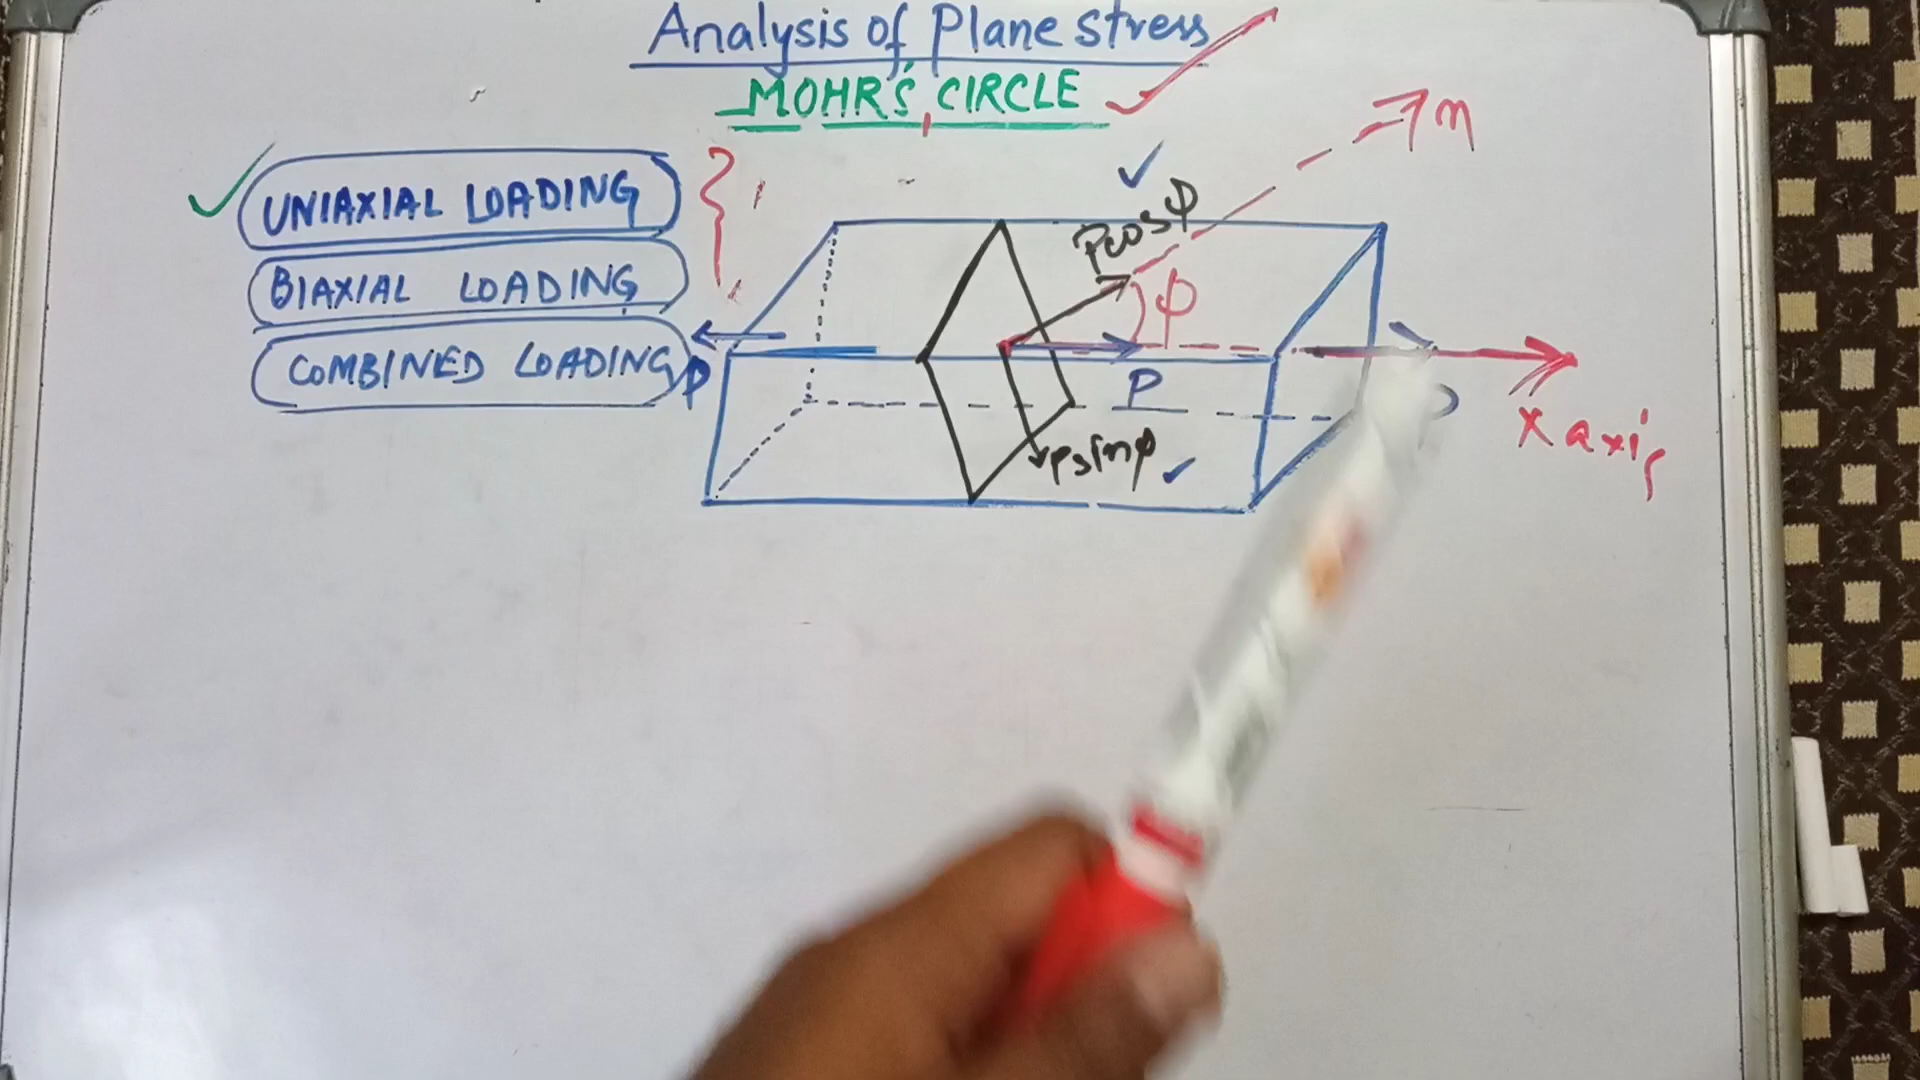 Analysis of Plane stress
MOHR'S CIRCLE
n
UNIAXIAL LOADING
Pcosφ
BIAXIAL LOADING
φ
COMBINED LOADING
P
P
x axis
Psinφ